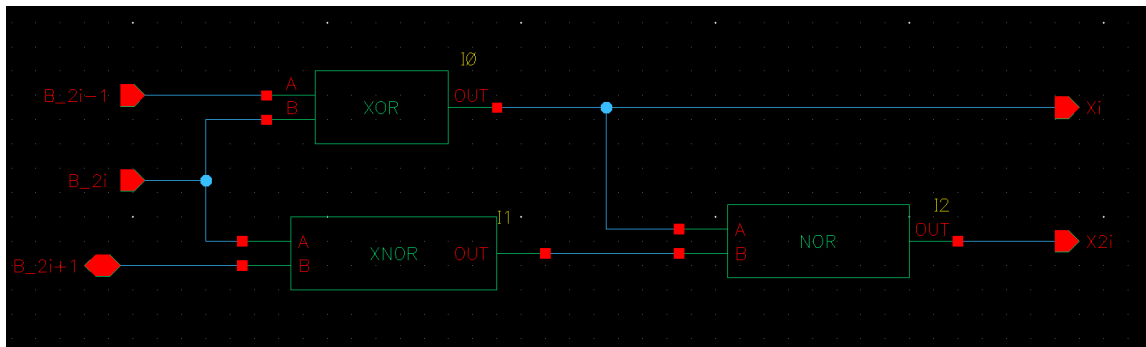 I0
B_2i-1
A
B
XOR
OUT
Xi
B_2i
I1
I2
A
B
XNOR
OUT
A
B
NOR
OUT
X2i
B_2i+1